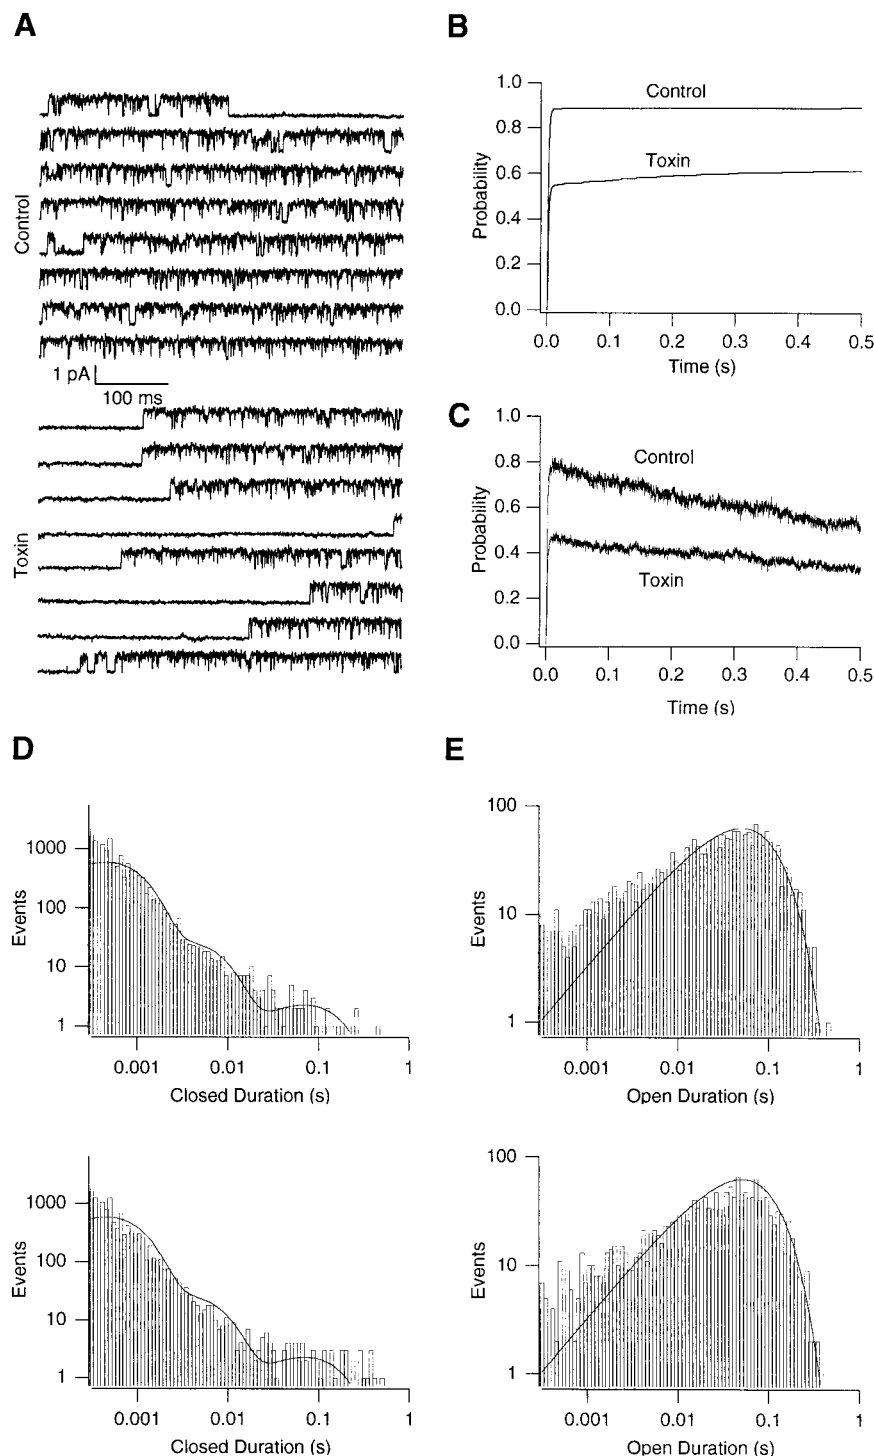 A
Control
1 pA
100 ms
Toxin
B
1.0
0.8
0.6
0.4
0.2
0.0
Probability
Control
Toxin
0.0 0.1 0.2 0.3 0.4 0.5
Time (s)
C
1.0
0.8
0.6
0.4
0.2
0.0
Probability
Control
Toxin
0.0 0.1 0.2 0.3 0.4 0.5
Time (s)
D
1000
100
10
1
Events
0.001 0.01 0.1 1
Closed Duration (s)
E
100
10
1
Events
0.001 0.01 0.1 1
Open Duration (s)
1000
100
10
1
Events
0.001 0.01 0.1 1
Closed Duration (s)
100
10
1
Events
0.001 0.01 0.1 1
Open Duration (s)